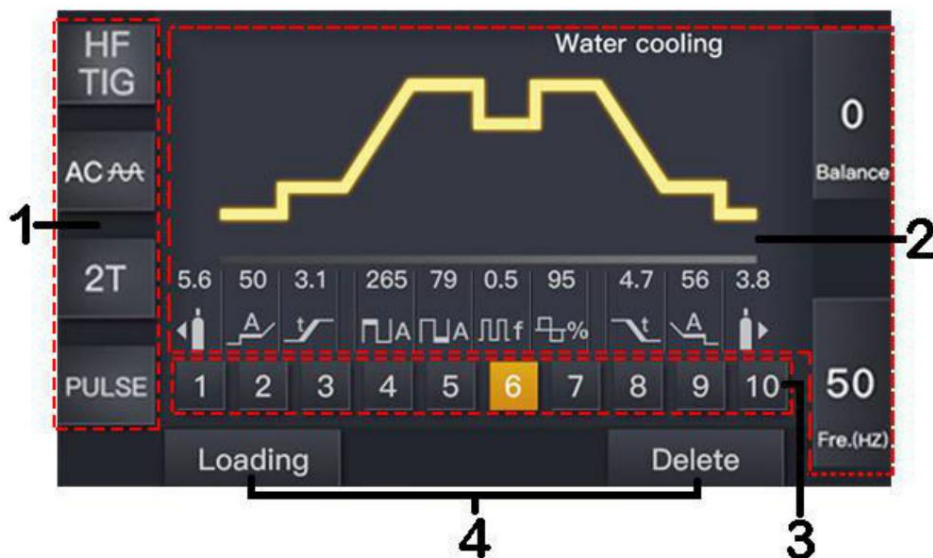 HF
TIG
AC
2T
PULSE
1
Water cooling
0
Balance
2
5.6 50 3.1 265 79 0.5 95 4.7 56 3.8
A t A A f % t A
1 2 3 4 5 6 7 8 9 10
50
Fre.(HZ)
Loading Delete
4
3